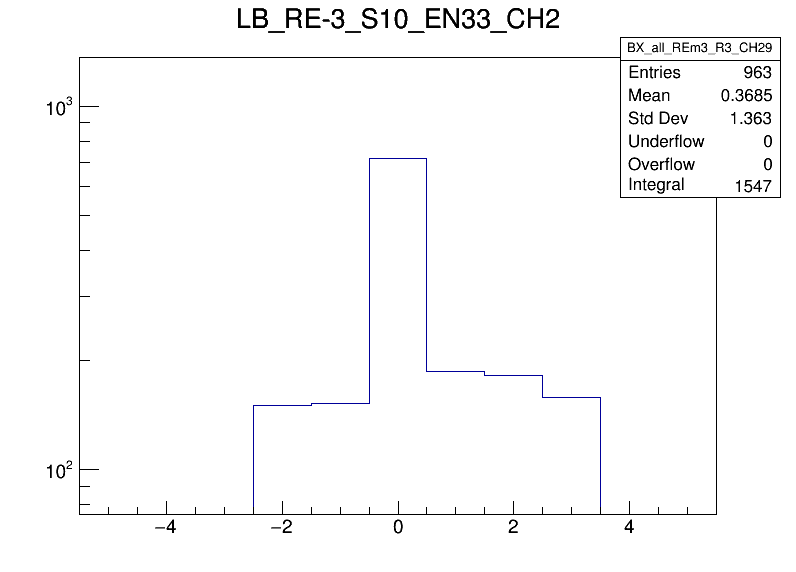 LB_RE-3_S10_EN33_CH2
BX_all_REm3_R3_CH29
Entries 963
Mean 0.3685
Std Dev 1.363
Underflow 0
Overflow 0
Integral 1547
10³
10²
−4 −2 0 2 4